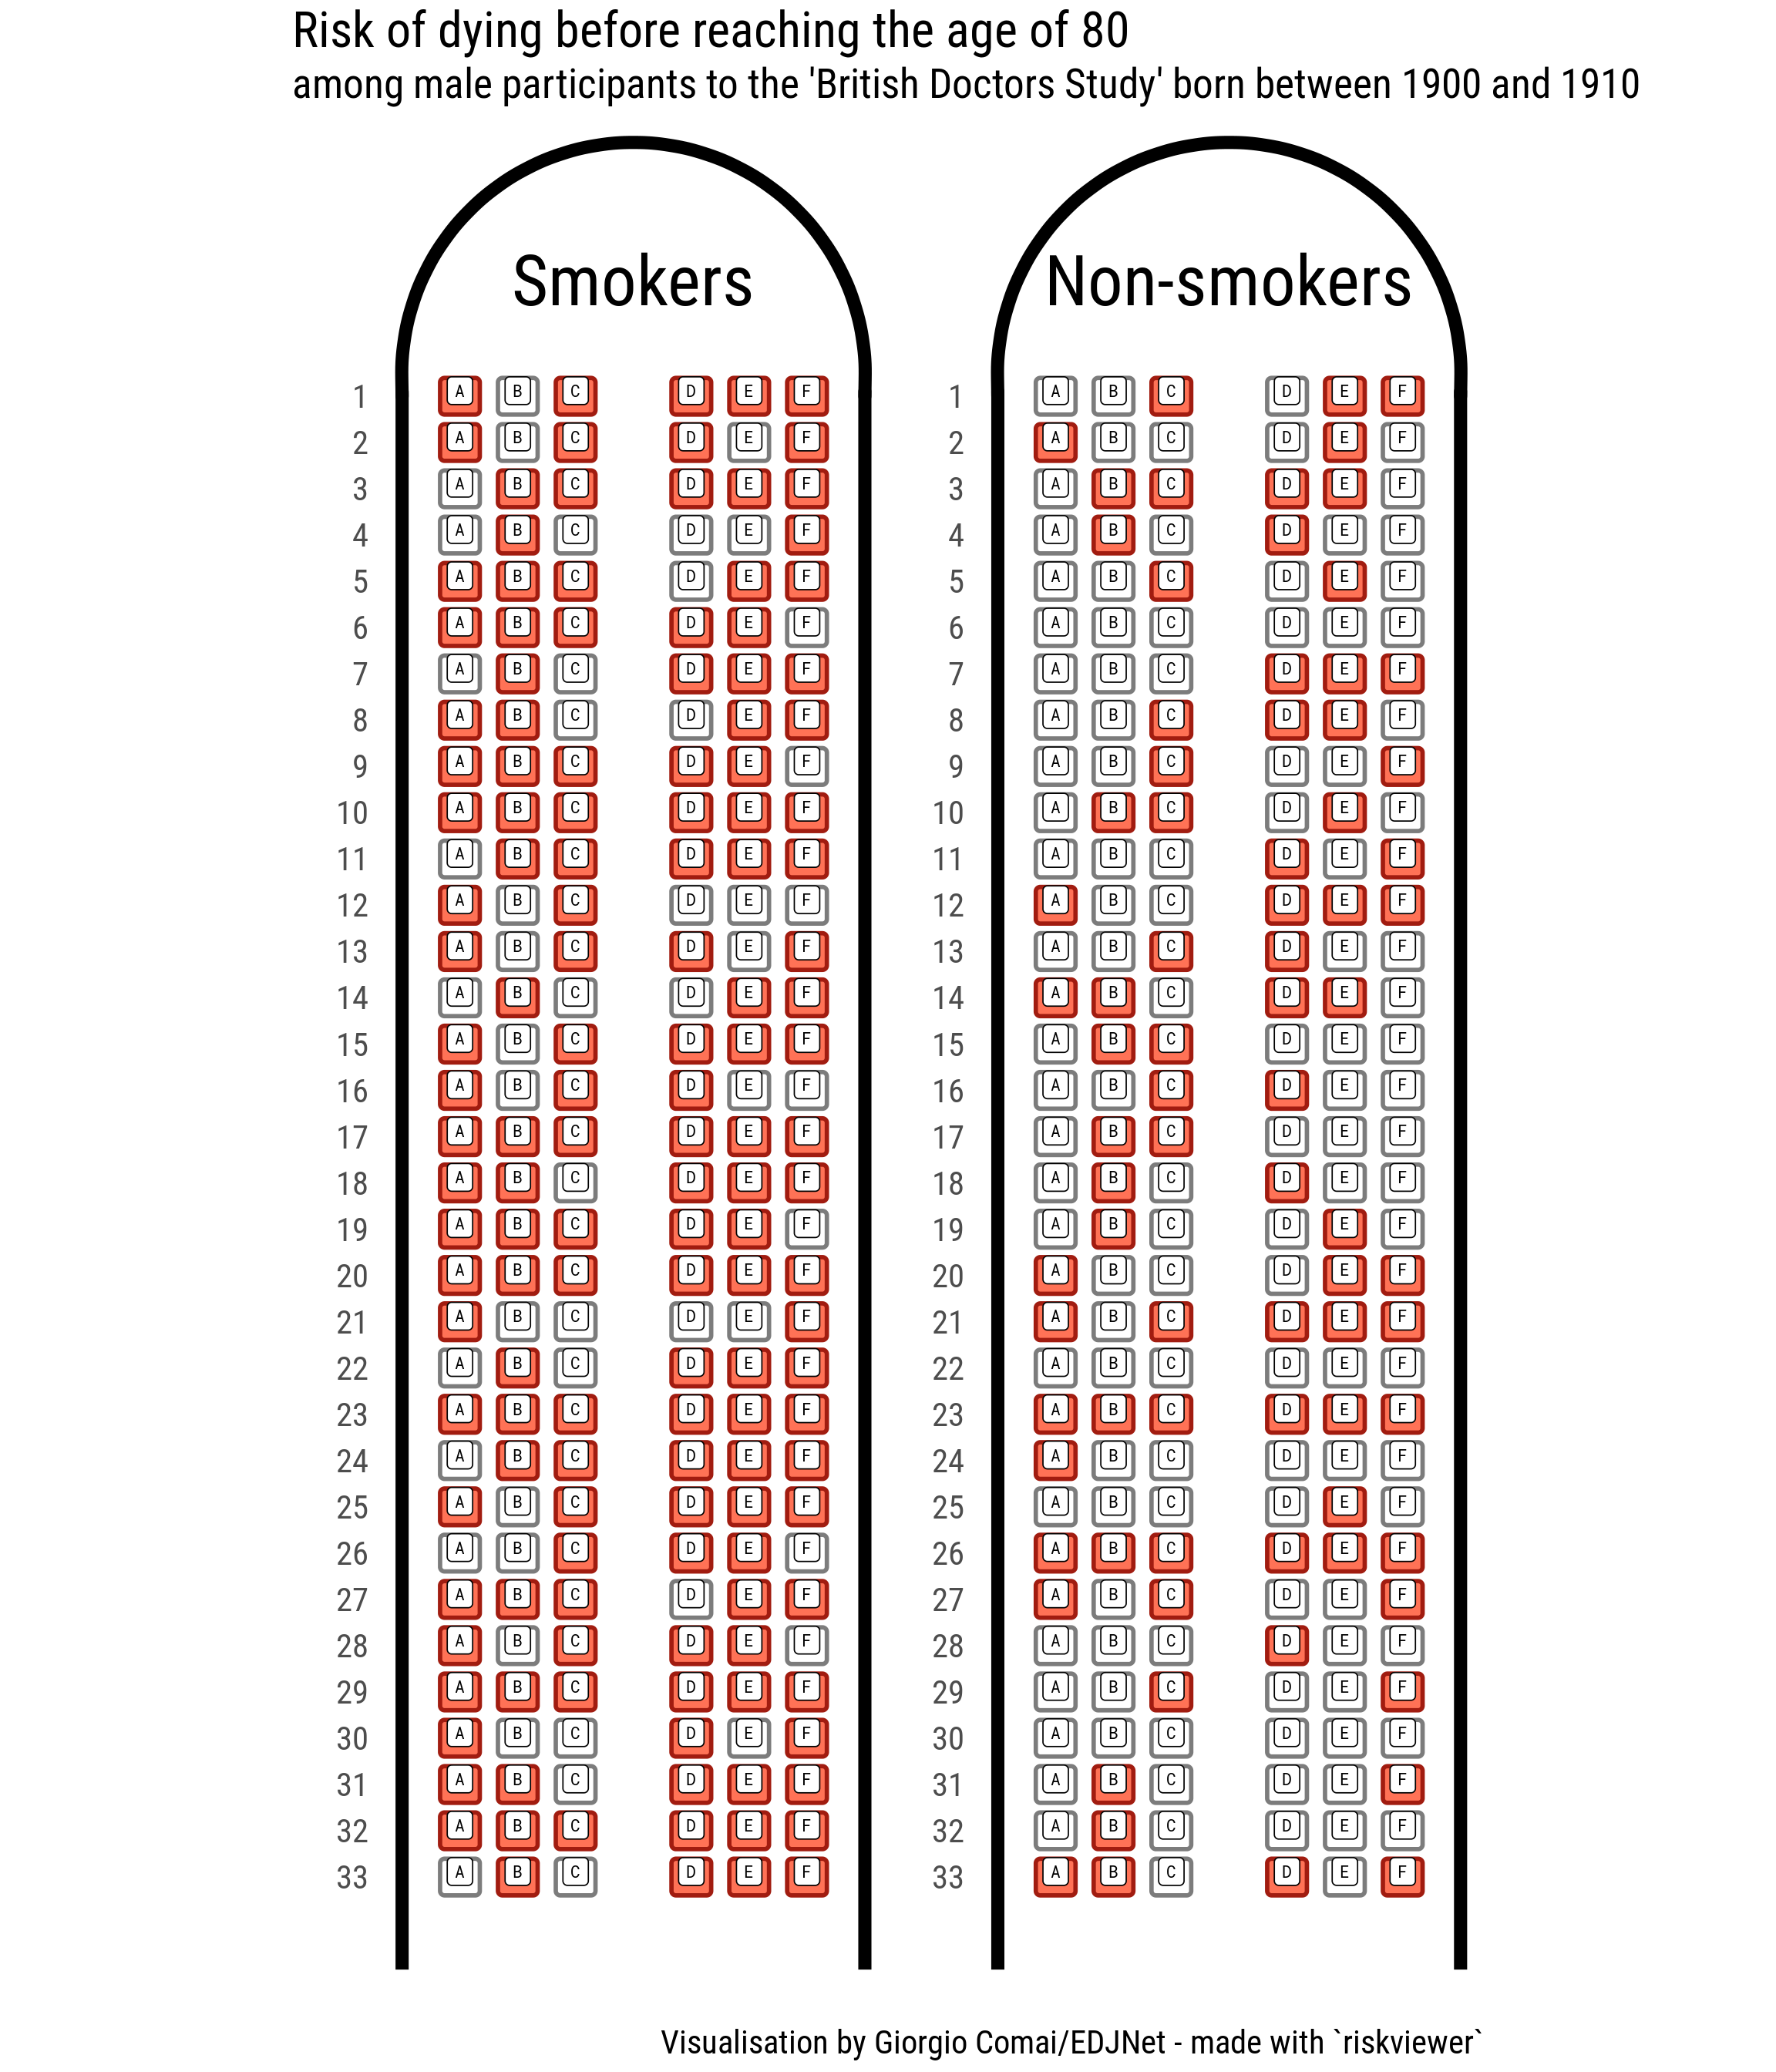 Risk of dying before reaching the age of 80
among male participants to the 'British Doctors Study' born between 1900 and 1910
Smokers Non-smokers
1 A B C D E F 1 A B C D E F
2 A B C D E F 2 A B C D E F
3 A B C D E F 3 A B C D E F
4 A B C D E F 4 A B C D E F
5 A B C D E F 5 A B C D E F
6 A B C D E F 6 A B C D E F
7 A B C D E F 7 A B C D E F
8 A B C D E F 8 A B C D E F
9 A B C D E F 9 A B C D E F
10 A B C D E F 10 A B C D E F
11 A B C D E F 11 A B C D E F
12 A B C D E F 12 A B C D E F
13 A B C D E F 13 A B C D E F
14 A B C D E F 14 A B C D E F
15 A B C D E F 15 A B C D E F
16 A B C D E F 16 A B C D E F
17 A B C D E F 17 A B C D E F
18 A B C D E F 18 A B C D E F
19 A B C D E F 19 A B C D E F
20 A B C D E F 20 A B C D E F
21 A B C D E F 21 A B C D E F
22 A B C D E F 22 A B C D E F
23 A B C D E F 23 A B C D E F
24 A B C D E F 24 A B C D E F
25 A B C D E F 25 A B C D E F
26 A B C D E F 26 A B C D E F
27 A B C D E F 27 A B C D E F
28 A B C D E F 28 A B C D E F
29 A B C D E F 29 A B C D E F
30 A B C D E F 30 A B C D E F
31 A B C D E F 31 A B C D E F
32 A B C D E F 32 A B C D E F
33 A B C D E F 33 A B C D E F
Visualisation by Giorgio Comai/EDJNet - made with `riskviewer`